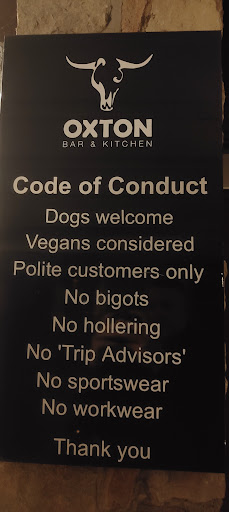 OXTON
BAR & KITCHEN
Code of Conduct
Dogs welcome
Vegans considered
Polite customers only
No bigots
No hollering
No 'Trip Advisors'
No sportswear
No workwear
Thank you